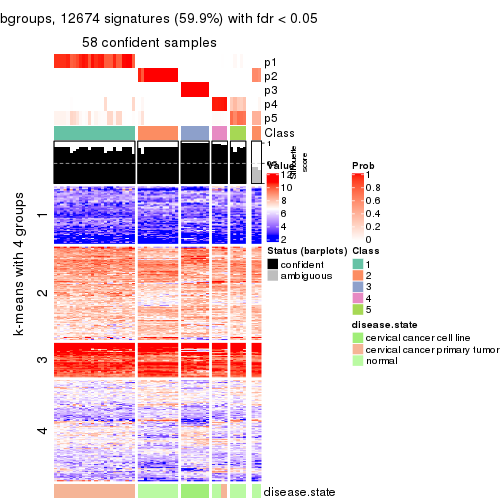 bgroups, 12674 signatures (59.9%) with fdr < 0.05
58 confident samples
p1
p2
p3
p4
p5
Class
1
Silhouette score
k-means with 4 groups
1
2
3
4
Value
12
10
8
6
4
2
Status (barplots)
confident
ambiguous
Prob
1
0.8
0.6
0.4
0.2
0
Class
1
2
3
4
5
disease.state
cervical cancer cell line
cervical cancer primary tumor
normal
disease.state